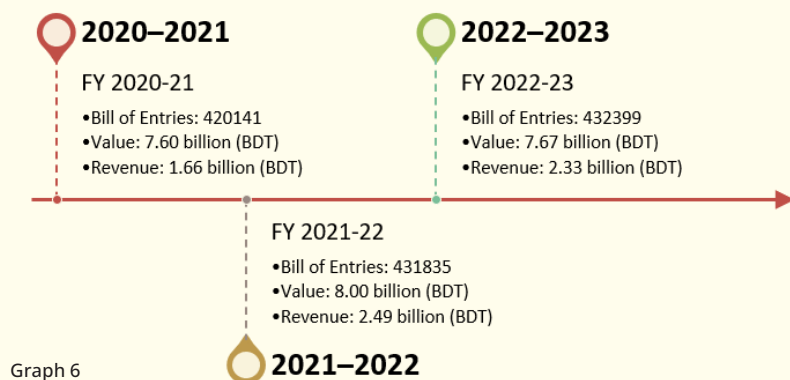 2020–2021
FY 2020-21
•Bill of Entries: 420141
•Value: 7.60 billion (BDT)
•Revenue: 1.66 billion (BDT)
2022–2023
FY 2022-23
•Bill of Entries: 432399
•Value: 7.67 billion (BDT)
•Revenue: 2.33 billion (BDT)
FY 2021-22
•Bill of Entries: 431835
•Value: 8.00 billion (BDT)
•Revenue: 2.49 billion (BDT)
2021–2022
Graph 6